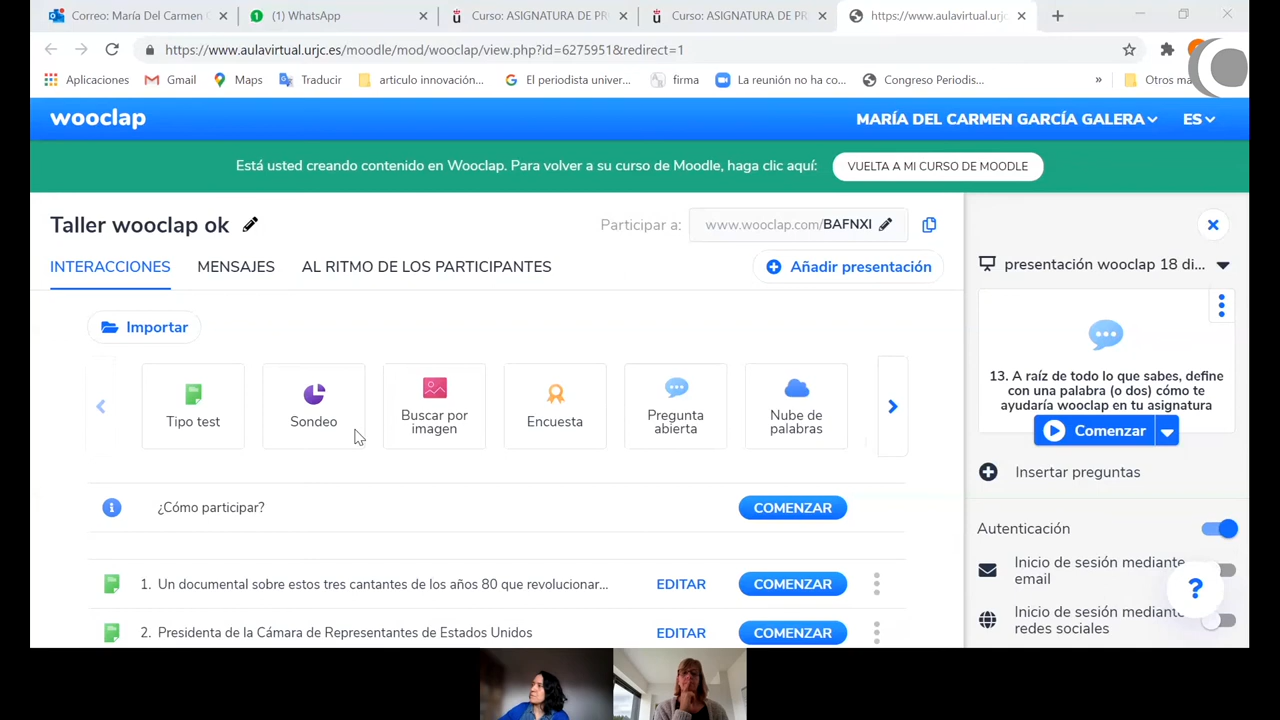 Correo: María Del Carmen G
(1) WhatsApp
Curso: ASIGNATURA DE PR
Curso: ASIGNATURA DE PR
https://www.aulavirtual.urjc
https://www.aulavirtual.urjc.es/moodle/mod/wooclap/view.php?id=6275951&redirect=1
Aplicaciones
Gmail
Maps
Traducir
articulo innovación...
El periodista univer...
firma
La reunión no ha co...
Congreso Periodis...
»
Otros ma
wooclap
MARÍA DEL CARMEN GARCÍA GALERA
ES
Está usted creando contenido en Wooclap. Para volver a su curso de Moodle, haga clic aquí:
VUELTA A MI CURSO DE MOODLE
Taller wooclap ok
Participar a:
www.wooclap.com/BAFNXI
INTERACCIONES
MENSAJES
AL RITMO DE LOS PARTICIPANTES
Añadir presentación
presentación wooclap 18 di...
Importar
Tipo test
Sondeo
Buscar por
imagen
Encuesta
Pregunta
abierta
Nube de
palabras
13. A raíz de todo lo que sabes, define
con una palabra (o dos) cómo te
ayudaría wooclap en tu asignatura
Comenzar
Insertar preguntas
¿Cómo participar?
COMENZAR
Autenticación
Inicio de sesión mediante
email
1. Un documental sobre estos tres cantantes de los años 80 que revolucionar...
EDITAR
COMENZAR
?
Inicio de sesión mediante
redes sociales
2. Presidenta de la Cámara de Representantes de Estados Unidos
EDITAR
COMENZAR